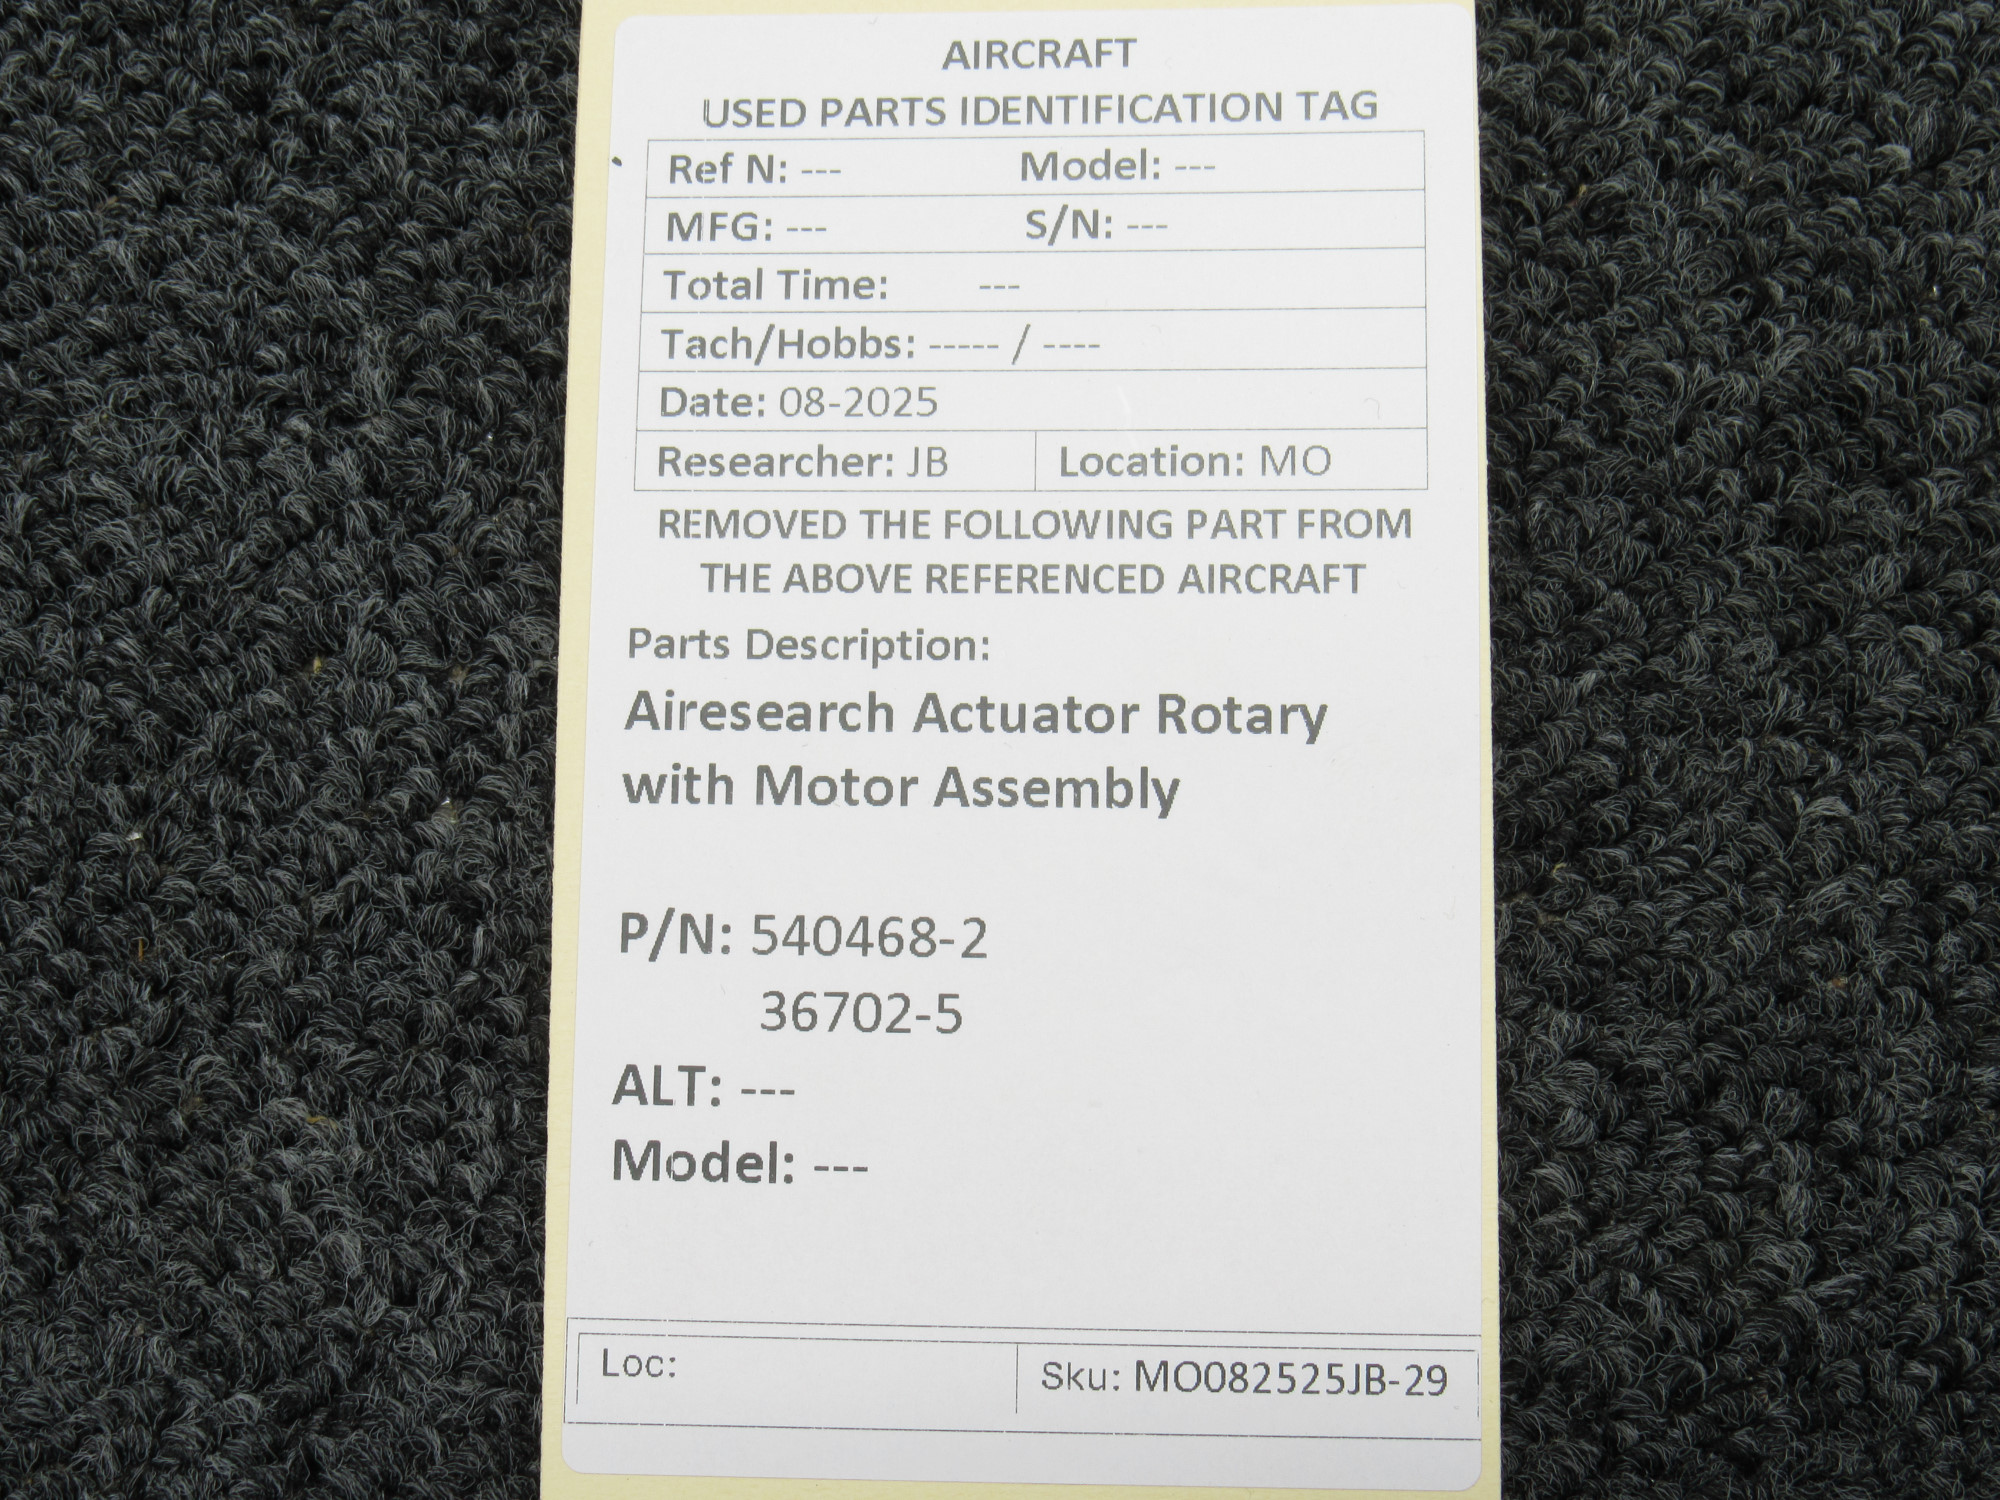 AIRCRAFT
USED PARTS IDENTIFICATION TAG
Ref N: --- Model: ---
MFG: --- S/N: ---
Total Time: ---
Tach/Hobbs: ----- / ----
Date: 08-2025
Researcher: JB Location: MO
REMOVED THE FOLLOWING PART FROM
THE ABOVE REFERENCED AIRCRAFT
Parts Description:
Airesearch Actuator Rotary
with Motor Assembly
P/N: 540468-2
36702-5
ALT: ---
Model: ---
Loc: Sku: MO082525JB-29